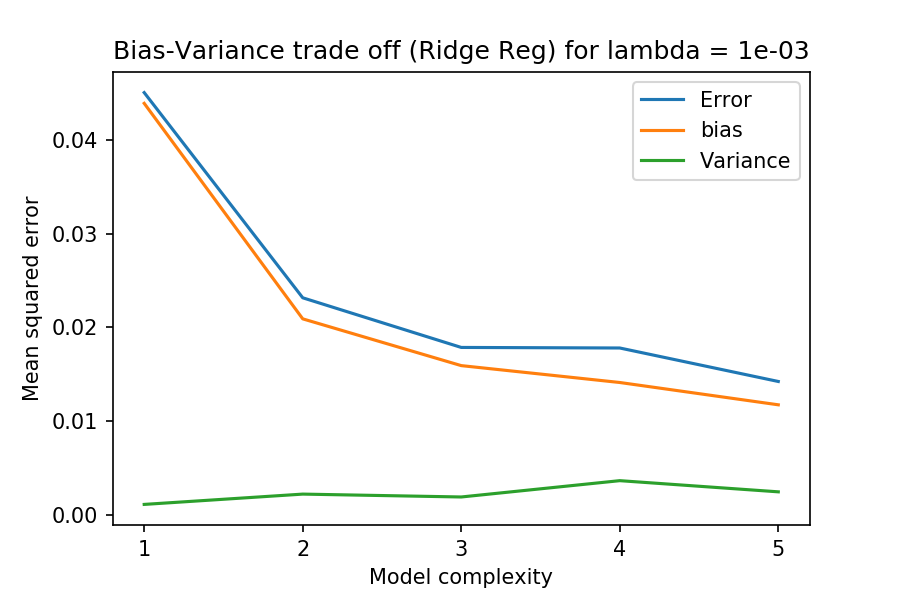 Bias-Variance trade off (Ridge Reg) for lambda = 1e-03
Error
bias
Variance
Mean squared error
0.04
0.03
0.02
0.01
0.00
1 2 3 4 5
Model complexity